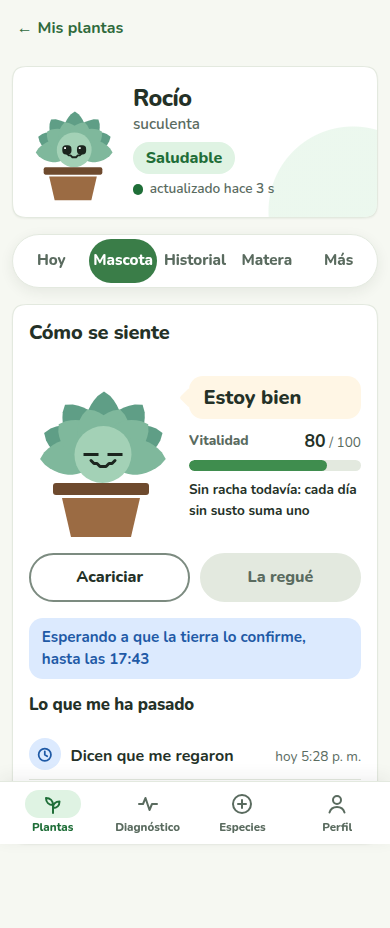 ← Mis plantas
Rocío
suculenta
Saludable
actualizado hace 3 s
Hoy
Mascota
Historial
Matera
Más
Cómo se siente
Estoy bien
Vitalidad
80 / 100
Sin racha todavía: cada día
sin susto suma uno
Acariciar
La regué
Esperando a que la tierra lo confirme,
hasta las 17:43
Lo que me ha pasado
Dicen que me regaron
hoy 5:28 p. m.
Plantas
Diagnóstico
Especies
Perfil